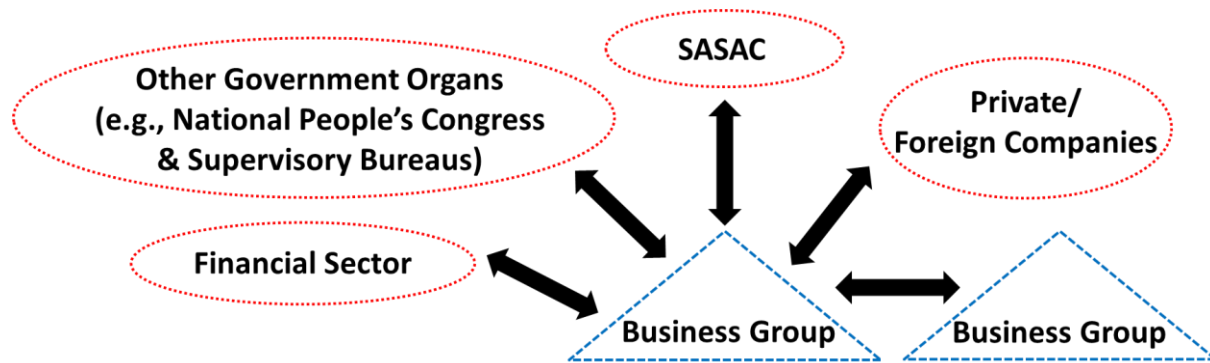 SASAC
Other Government Organs
(e.g., National People’s Congress
& Supervisory Bureaus)
Private/
Foreign Companies
Financial Sector
Business Group
Business Group